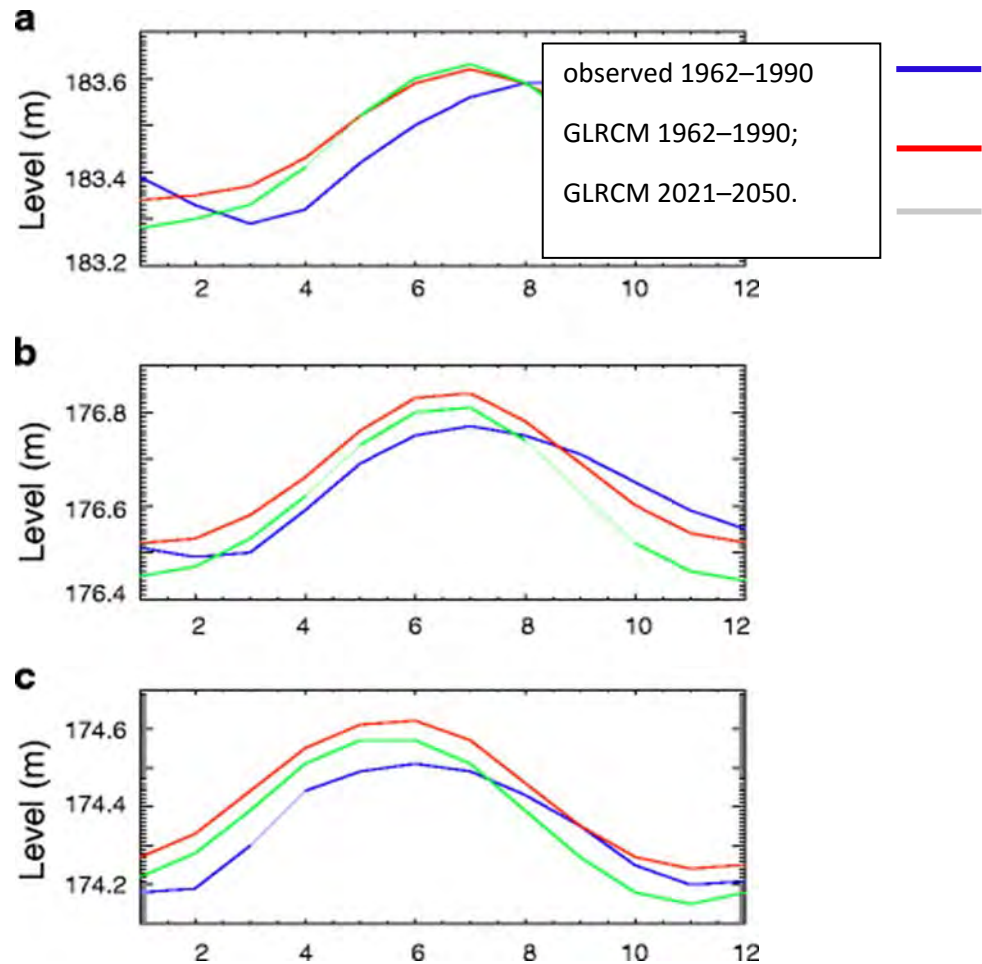 a
Level (m)
183.6
183.4
183.2
2 4 6 8 10 12
observed 1962–1990
GLRCM 1962–1990;
GLRCM 2021–2050.
b
Level (m)
176.8
176.6
176.4
2 4 6 8 10 12
c
Level (m)
174.6
174.4
174.2
2 4 6 8 10 12